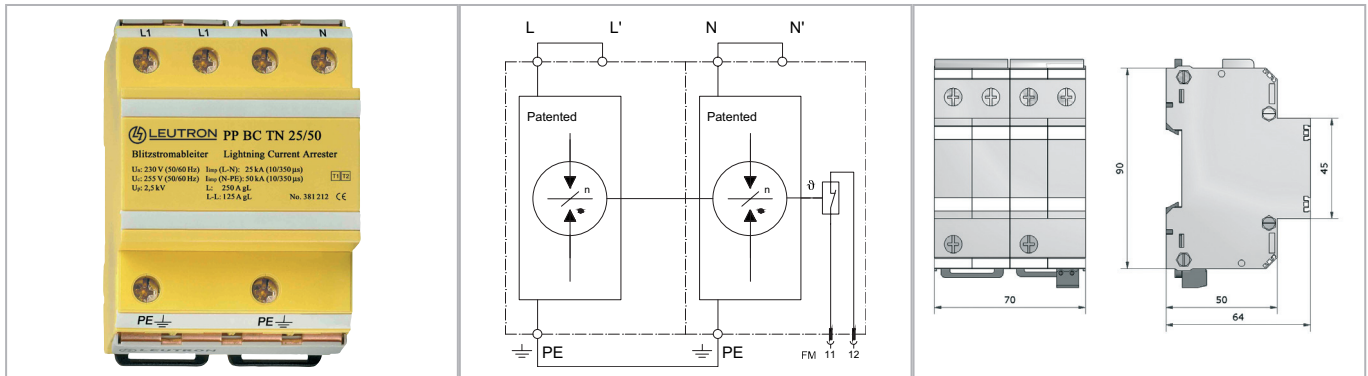 L1 L1 N N
LEUTRON PP BC TN 25/50
Blitzstromableiter Lightning Current Arrester
Un: 230 V (50/60 Hz) Iimp (L-N): 25 kA (10/350 µs)
Uc: 255 V (50/60 Hz) Iimp (N-PE): 50 kA (10/350 µs)
T1 T2
Up: 2,5 kV L: 250 A gL
L-L: 125 A gL No. 381 212 CE
PE PE
LEUTRON
L L' N N'
Patented Patented
n n
ϑ
PE PE FM 11 12
90
45
70
50
64